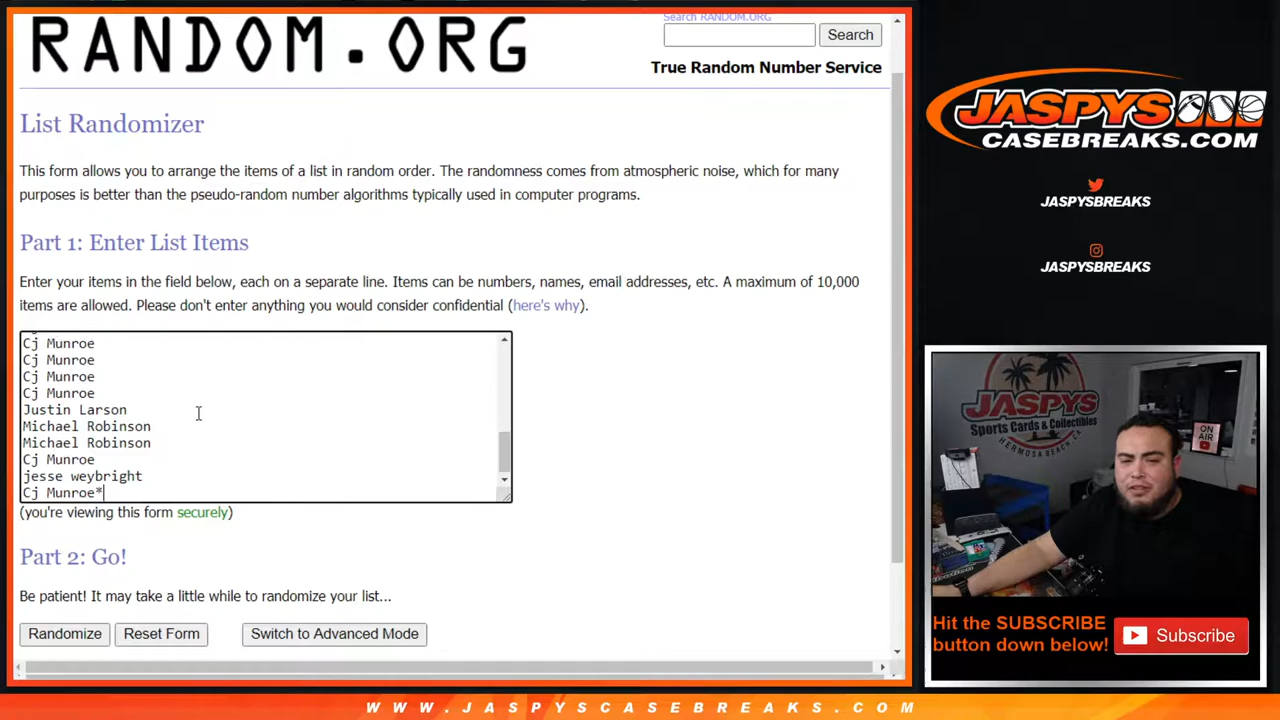 RANDOM.ORG
Search RANDOM.ORG
Search
True Random Number Service
List Randomizer
This form allows you to arrange the items of a list in random order. The randomness comes from atmospheric noise, which for many
purposes is better than the pseudo-random number algorithms typically used in computer programs.
Part 1: Enter List Items
Enter your items in the field below, each on a separate line. Items can be numbers, names, email addresses, etc. A maximum of 10,000
items are allowed. Please don't enter anything you would consider confidential (here's why).
Cj Munroe
Cj Munroe
Cj Munroe
Cj Munroe
Justin Larson
Michael Robinson
Michael Robinson
Cj Munroe
jesse weybright
Cj Munroe*
(you're viewing this form securely)
Part 2: Go!
Be patient! It may take a little while to randomize your list...
Randomize
Reset Form
Switch to Advanced Mode
JASPYS
CASEBREAKS.COM
JASPYSBREAKS
JASPYSBREAKS
JASPYS
Sports Cards & Collectibles
HERMOSA BEACH, CA
ON
AIR
Hit the SUBSCRIBE
button down below!
Subscribe
WWW.JASPYSCASEBREAKS.COM